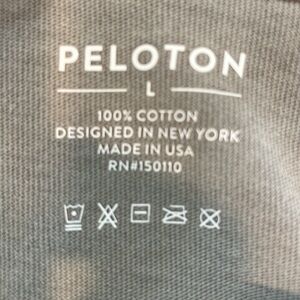 PELOTON
L
100% COTTON
DESIGNED IN NEW YORK
MADE IN USA
RN#150110